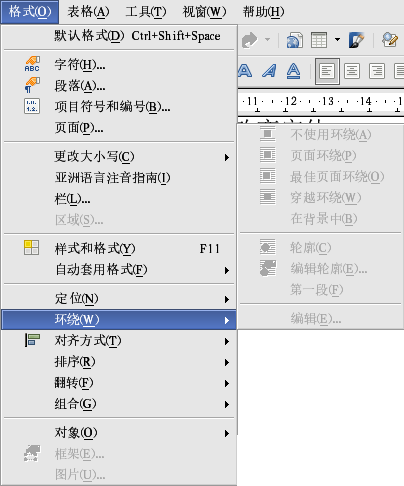 格式(O) 表格(A) 工具(T) 视窗(W) 帮助(H)
默认格式(D) Ctrl+Shift+Space
字符(H)...
段落(A)...
项目符号和编号(B)...
页面(P)...
更改大小写(C)
亚洲语言注音指南(I)
栏(L)...
区域(S)...
样式和格式(Y) F11
自动套用格式(F)
定位(N)
环绕(W)
对齐方式(T)
排序(R)
翻转(F)
组合(G)
对象(O)
框架(E)...
图片(U)...
11 12 13 14
不使用环绕(A)
页面环绕(P)
最佳页面环绕(O)
穿越环绕(W)
在背景中(B)
轮廓(C)
编辑轮廓(E)...
第一段(F)
编辑(E)...